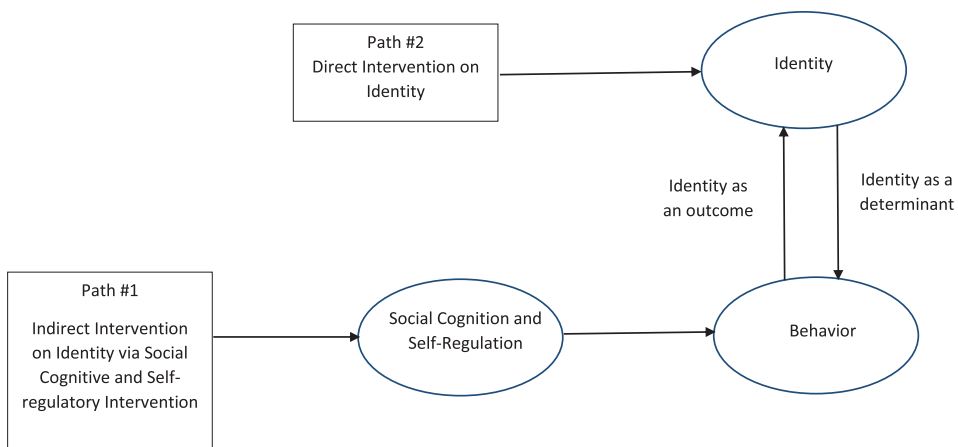 Path #2
Direct Intervention on
Identity
Identity
Identity as
an outcome
Identity as a
determinant
Path #1
Indirect Intervention
on Identity via Social
Cognitive and Self-
regulatory Intervention
Social Cognition and
Self-Regulation
Behavior